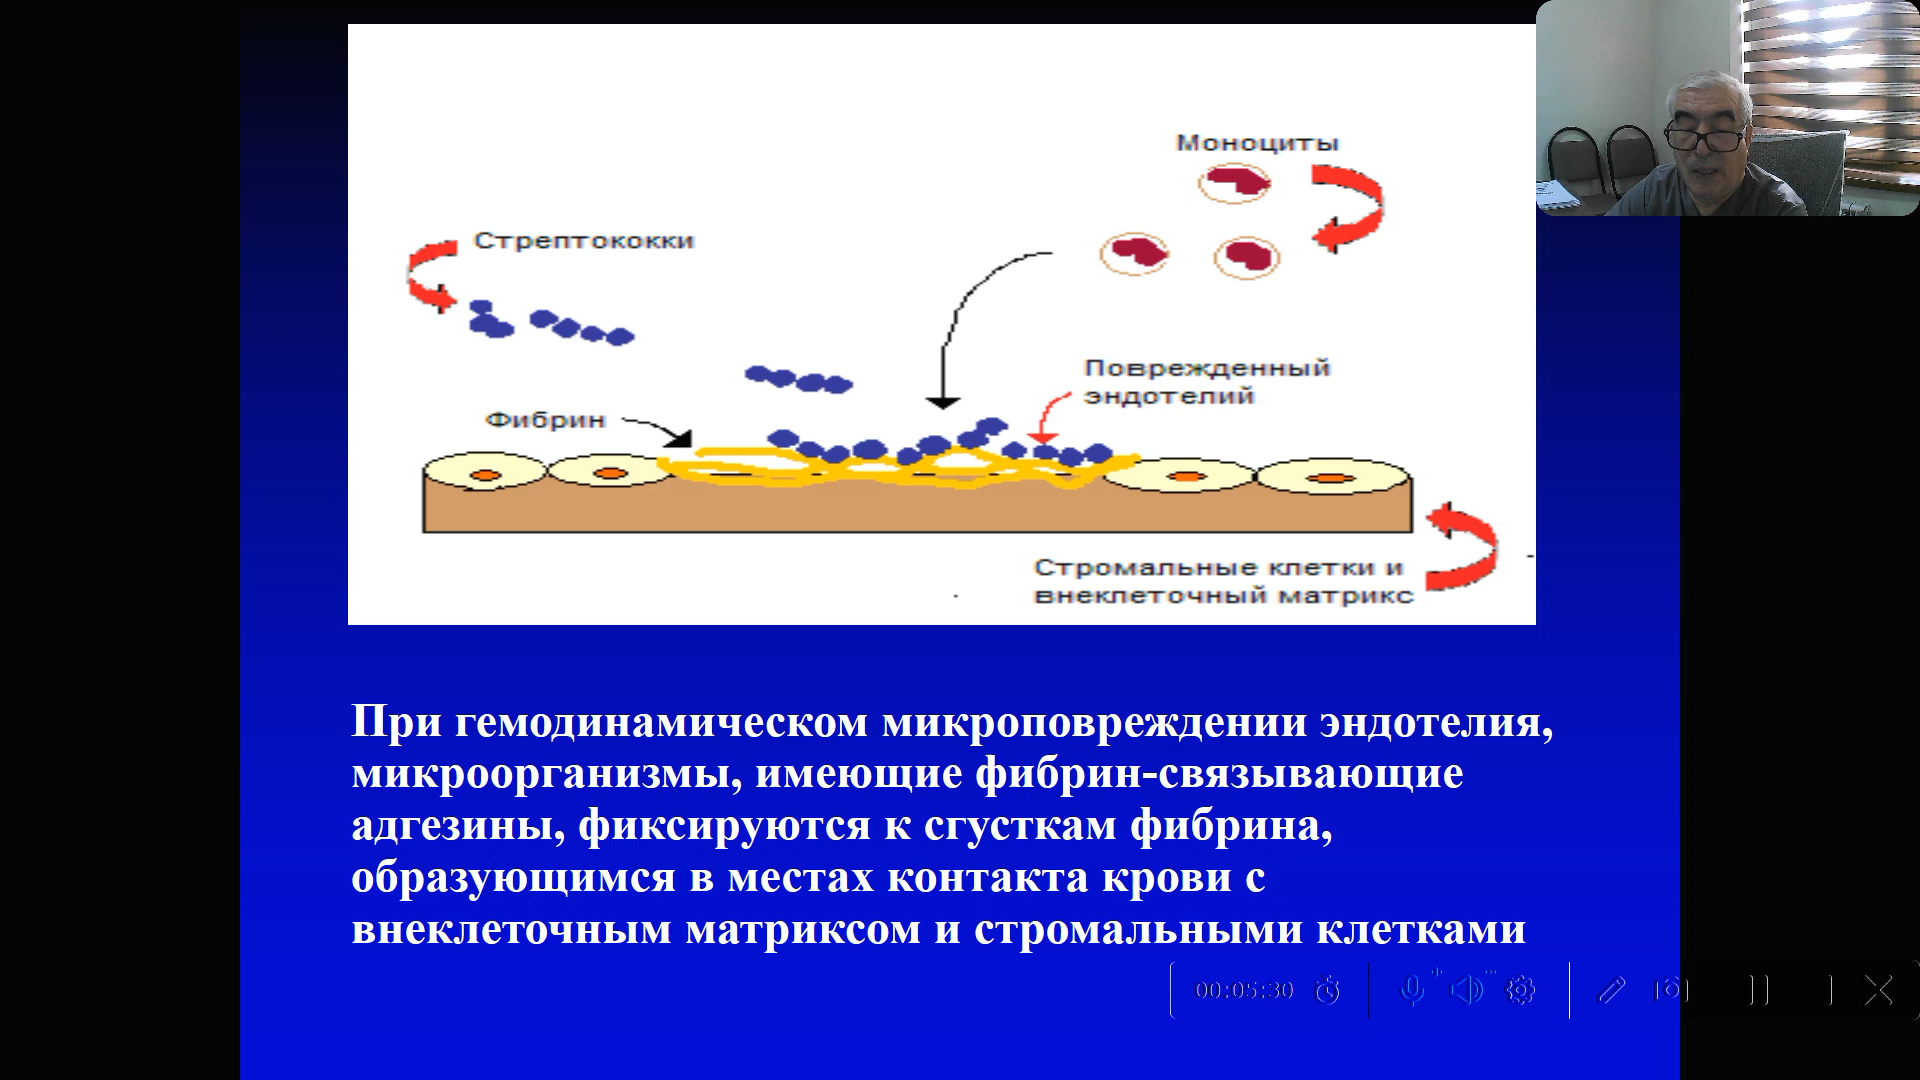 Моноциты
Стрептококки
Поврежденный
эндотелий
Фибрин
Стромальные клетки и
внеклеточный матрикс
При гемодинамическом микроповреждении эндотелия,
микроорганизмы, имеющие фибрин-связывающие
адгезины, фиксируются к сгусткам фибрина,
образующимся в местах контакта крови с
внеклеточным матриксом и стромальными клетками
00:05:30